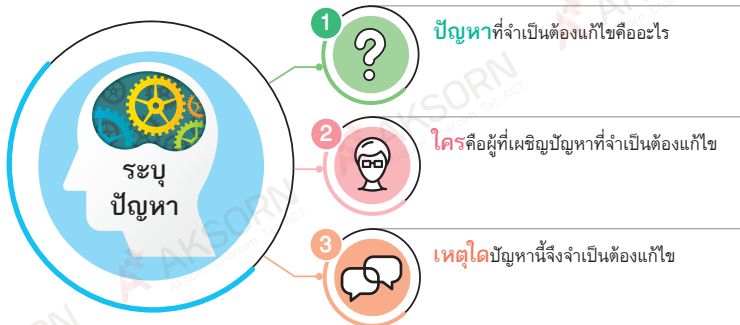 1
ปัญหาที่จำเป็นต้องแก้ไขคืออะไร
2
ใครคือผู้ที่เผชิญปัญหาที่จำเป็นต้องแก้ไข
ระบุ
ปัญหา
3
เหตุใดปัญหานี้จึงจำเป็นต้องแก้ไข
AKSORN
AKSORN
AKSORN